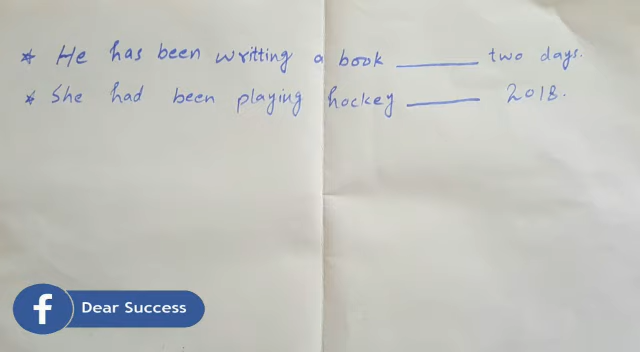 * He has been writting a book ______ two days.
* She had been playing hockey ______ 2018.
f Dear Success